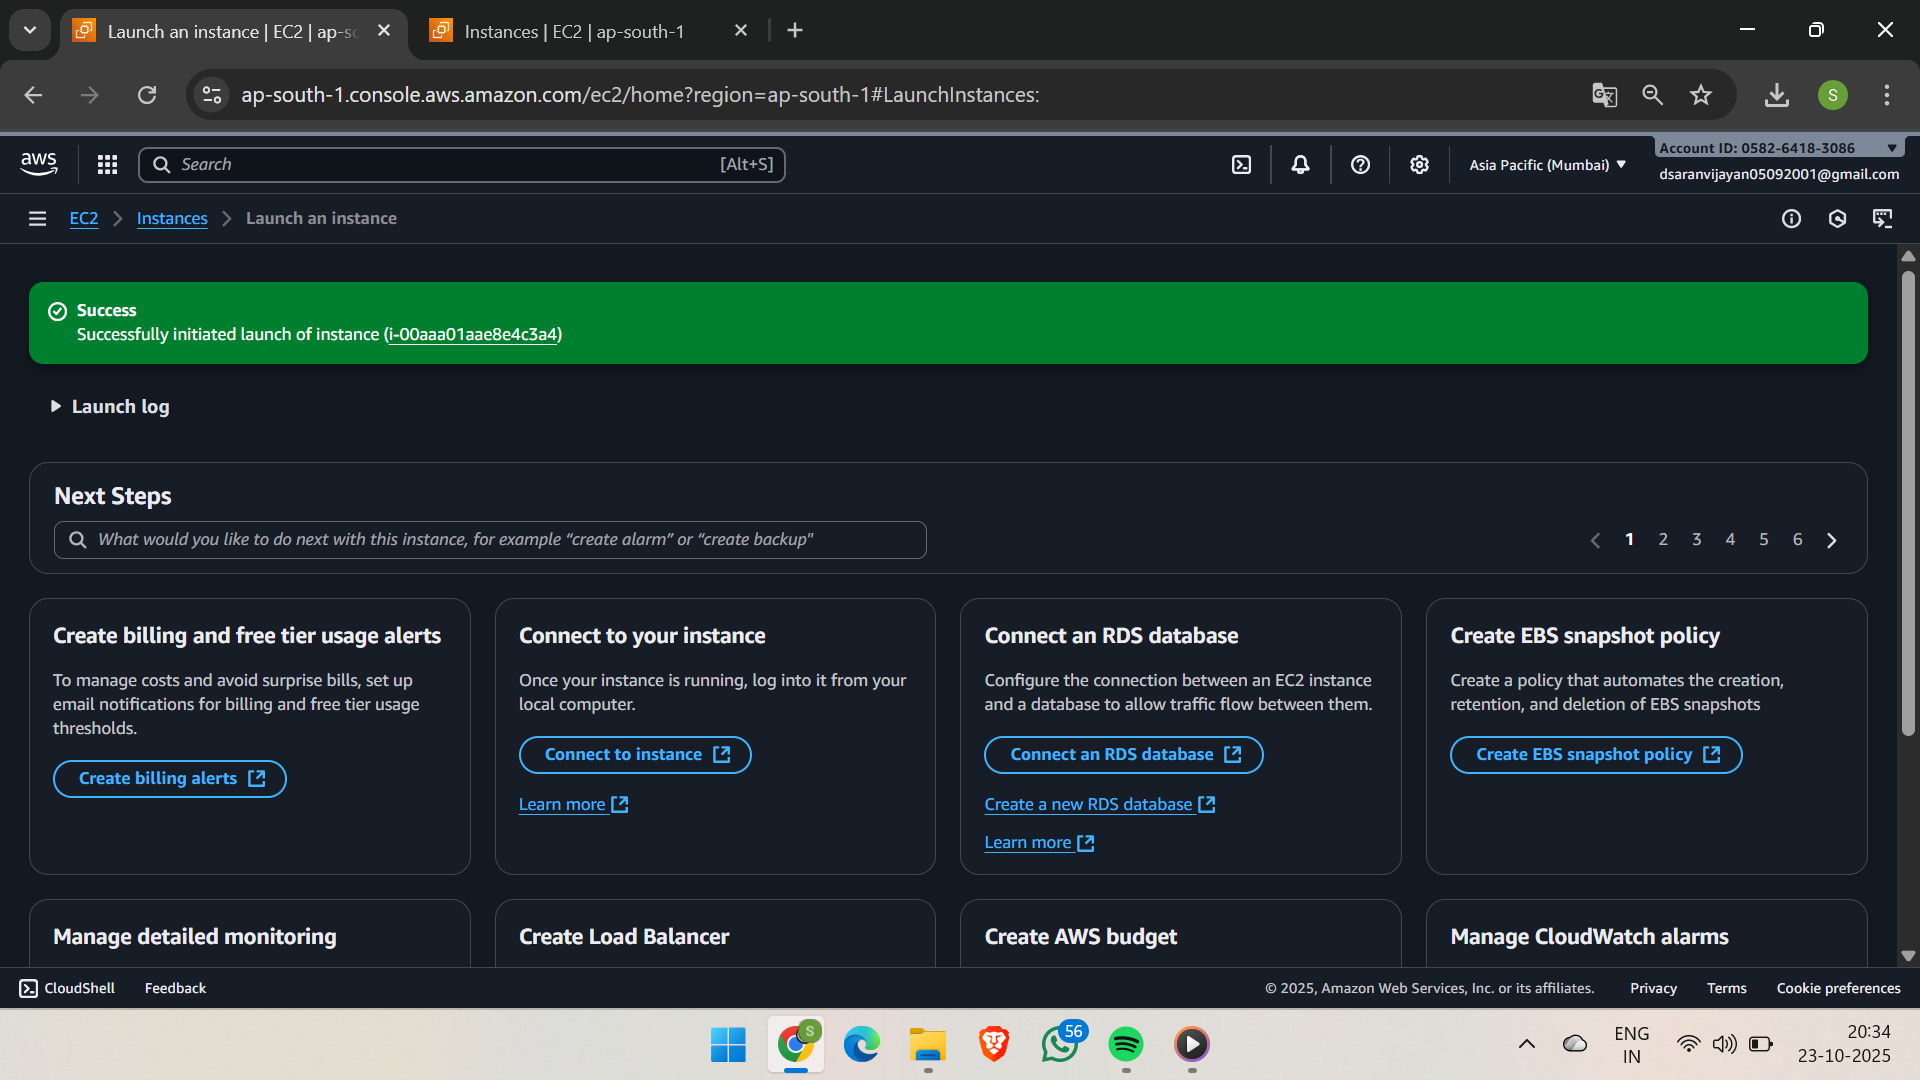 Launch an instance | EC2 | ap-sc
Instances | EC2 | ap-south-1
ap-south-1.console.aws.amazon.com/ec2/home?region=ap-south-1#LaunchInstances:
S
aws
Search
[Alt+S]
Asia Pacific (Mumbai)
Account ID: 0582-6418-3086
dsaranvijayan05092001@gmail.com
EC2
Instances
Launch an instance
Success
Successfully initiated launch of instance (i-00aaa01aae8e4c3a4)
Launch log
Next Steps
What would you like to do next with this instance, for example “create alarm” or “create backup"
1 2 3 4 5 6
Create billing and free tier usage alerts
To manage costs and avoid surprise bills, set up
email notifications for billing and free tier usage
thresholds.
Create billing alerts
Connect to your instance
Once your instance is running, log into it from your
local computer.
Connect to instance
Learn more
Connect an RDS database
Configure the connection between an EC2 instance
and a database to allow traffic flow between them.
Connect an RDS database
Create a new RDS database
Learn more
Create EBS snapshot policy
Create a policy that automates the creation,
retention, and deletion of EBS snapshots
Create EBS snapshot policy
Manage detailed monitoring
Create Load Balancer
Create AWS budget
Manage CloudWatch alarms
CloudShell
Feedback
© 2025, Amazon Web Services, Inc. or its affiliates.
Privacy
Terms
Cookie preferences
S
56
ENG
IN
20:34
23-10-2025